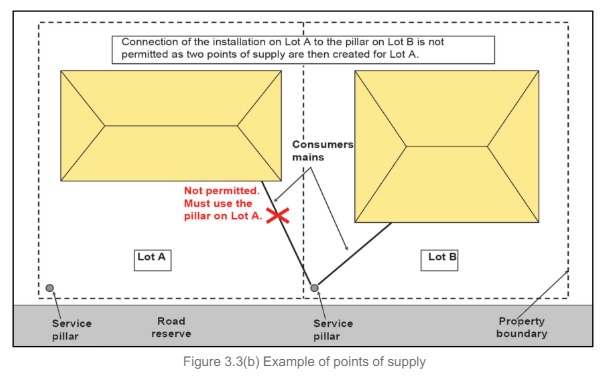 Connection of the installation on Lot A to the pillar on Lot B is not
permitted as two points of supply are then created for Lot A.
Consumers
mains
Not permitted.
Must use the
pillar on Lot A.
Lot A
Lot B
Service
pillar
Road
reserve
Service
pillar
Property
boundary
Figure 3.3(b) Example of points of supply